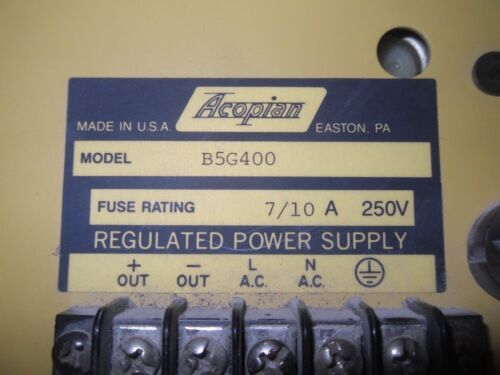 Acopian
MADE IN U.S.A. EASTON, PA
MODEL B5G400
FUSE RATING 7/10 A 250V
REGULATED POWER SUPPLY
+ − L N
OUT OUT A.C. A.C.